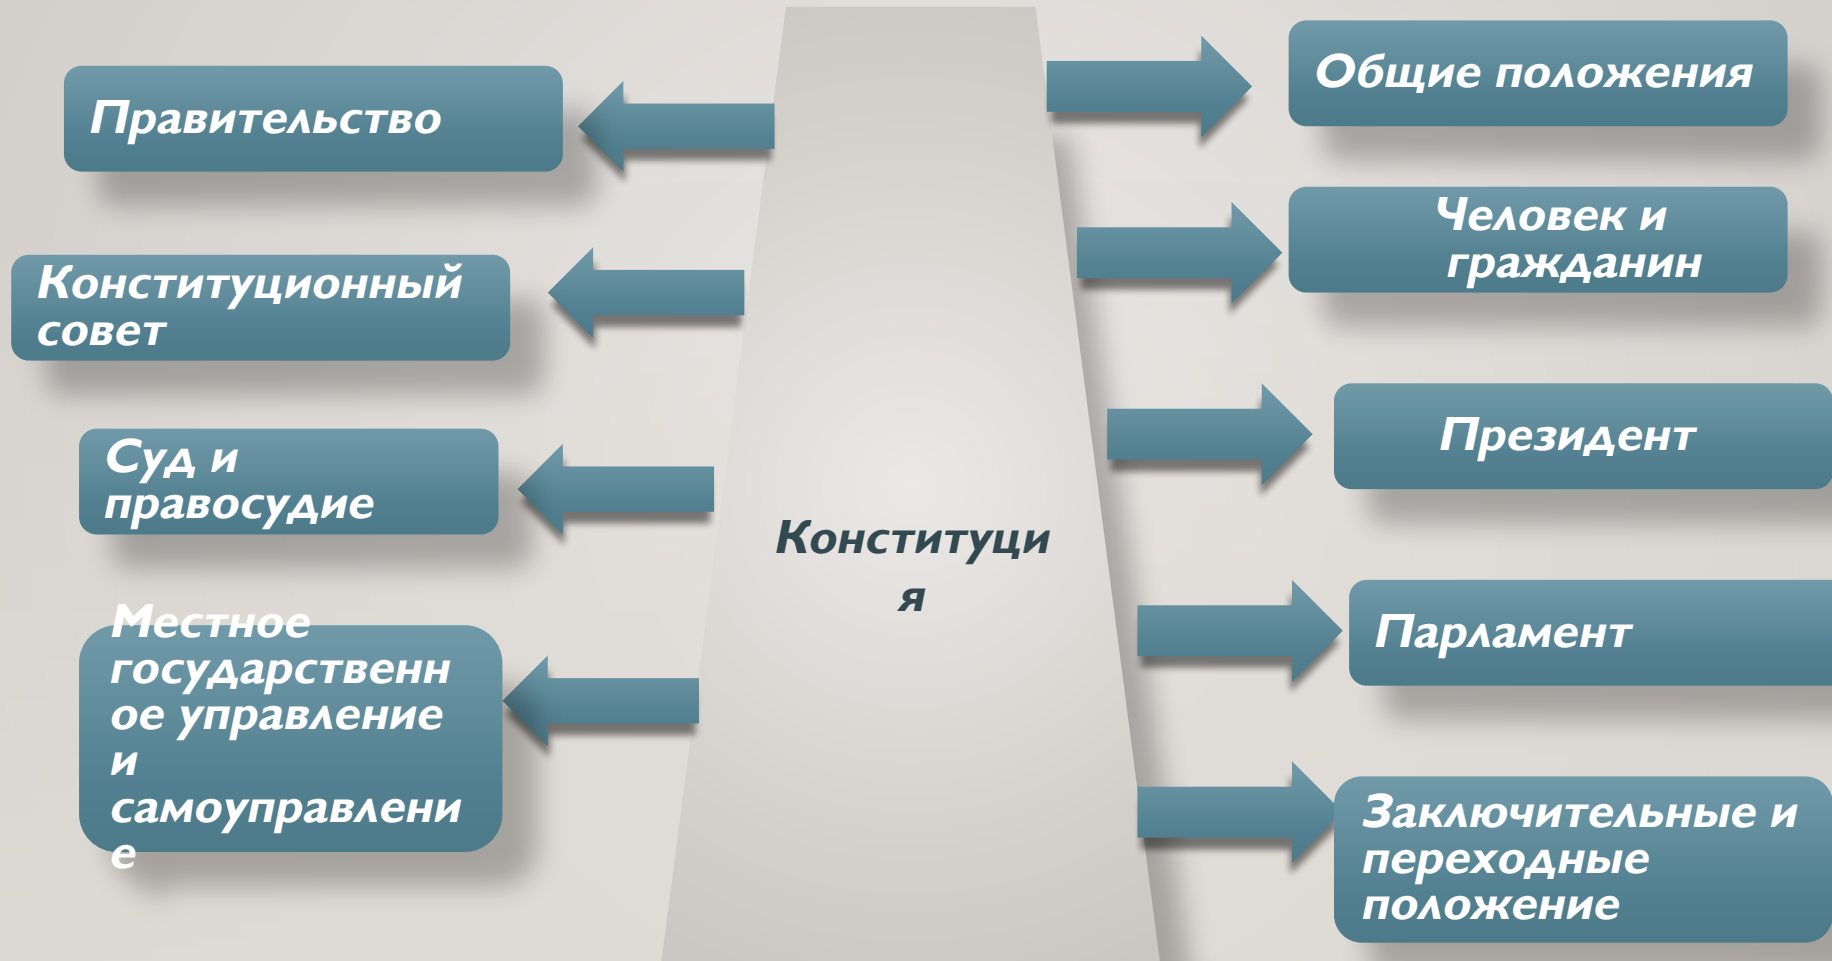 Правительство
Конституционный
совет
Суд и
правосудие
Местное
государственн
ое управление
и
самоуправлени
е
Конституци
я
Общие положения
Человек и
гражданин
Президент
Парламент
Заключительные и
переходные
положение